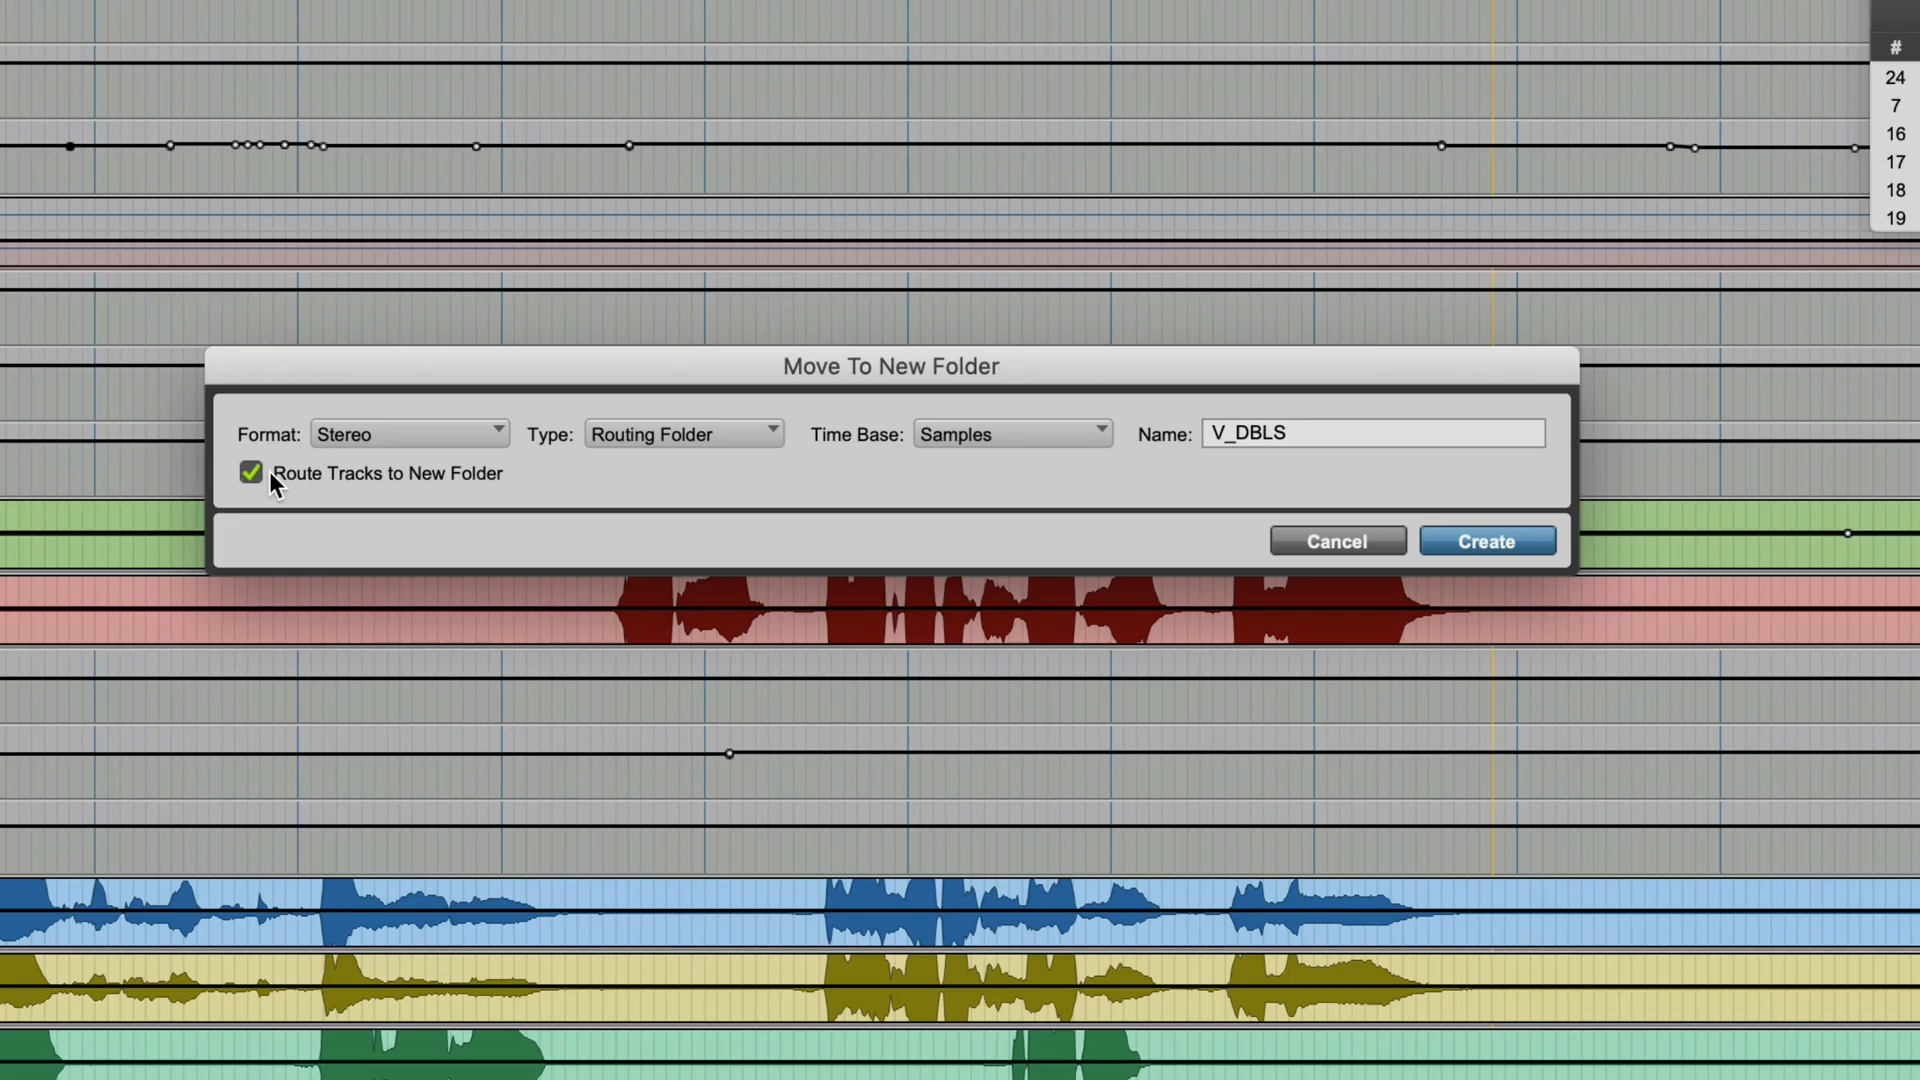 #
24
7
16
17
18
19
Move To New Folder
Format: Stereo Type: Routing Folder Time Base: Samples Name: V_DBLS
Route Tracks to New Folder
Cancel Create